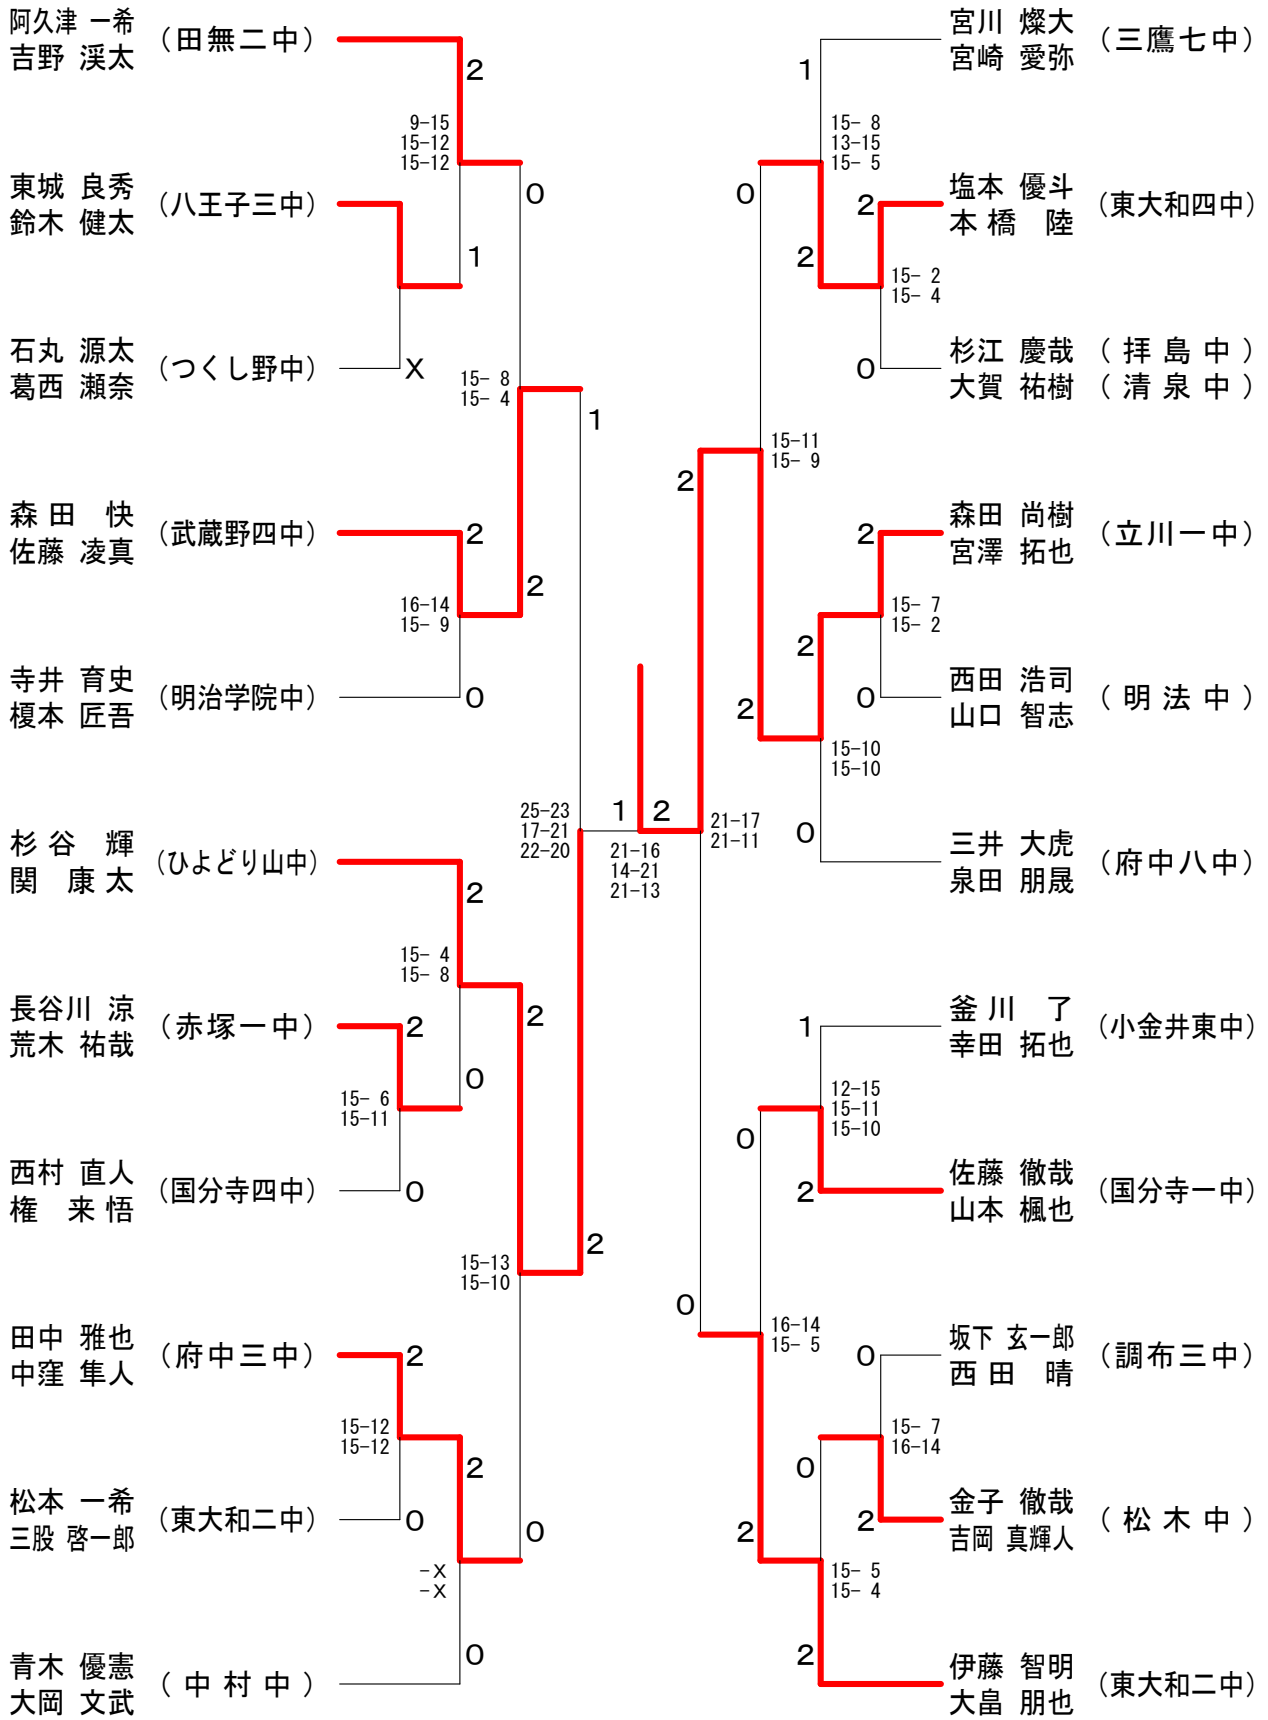 阿久津 一希
吉野 渓太
(田無二中)
2
9-15
15-12
15-12
0
東城 良秀
鈴木 健太
(八王子三中)
1
石丸 源太
葛西 瀬奈
(つくし野中)
X
15- 8
15- 4
1
森田 快
佐藤 凌真
(武蔵野四中)
2
16-14
15- 9
2
寺井 育史
榎本 匠吾
(明治学院中)
0
杉谷 輝
関 康太
(ひよどり山中)
2
25-23
17-21
22-20
15- 4
15- 8
2
長谷川 涼
荒木 祐哉
(赤塚一中)
2
0
15- 6
15-11
西村 直人
権 来悟
(国分寺四中)
0
15-13
15-10
2
田中 雅也
中窪 隼人
(府中三中)
2
15-12
15-12
2
松本 一希
三股 啓一郎
(東大和二中)
0
0
-X
-X
0
青木 優憲
大岡 文武
(中村中)
1
2
21-16
14-21
21-13
宮川 燦大
宮崎 愛弥
(三鷹七中)
1
15- 8
13-15
15- 5
0
塩本 優斗
本橋 陸
(東大和四中)
2
2
15- 2
15- 4
杉江 慶哉
大賀 祐樹
(拝島中)
(清泉中)
0
15-11
15- 9
2
森田 尚樹
宮澤 拓也
(立川一中)
2
15- 7
15- 2
2
西田 浩司
山口 智志
(明法中)
0
2
15-10
15-10
三井 大虎
泉田 朋晟
(府中八中)
0
21-17
21-11
釜川 了
幸田 拓也
(小金井東中)
1
12-15
15-11
15-10
0
佐藤 徹哉
山本 楓也
(国分寺一中)
2
0
16-14
15- 5
坂下 玄一郎
西田 晴
(調布三中)
0
15- 7
16-14
0
金子 徹哉
吉岡 真輝人
(松木中)
2
2
15- 5
15- 4
伊藤 智明
大畠 朋也
(東大和二中)
2